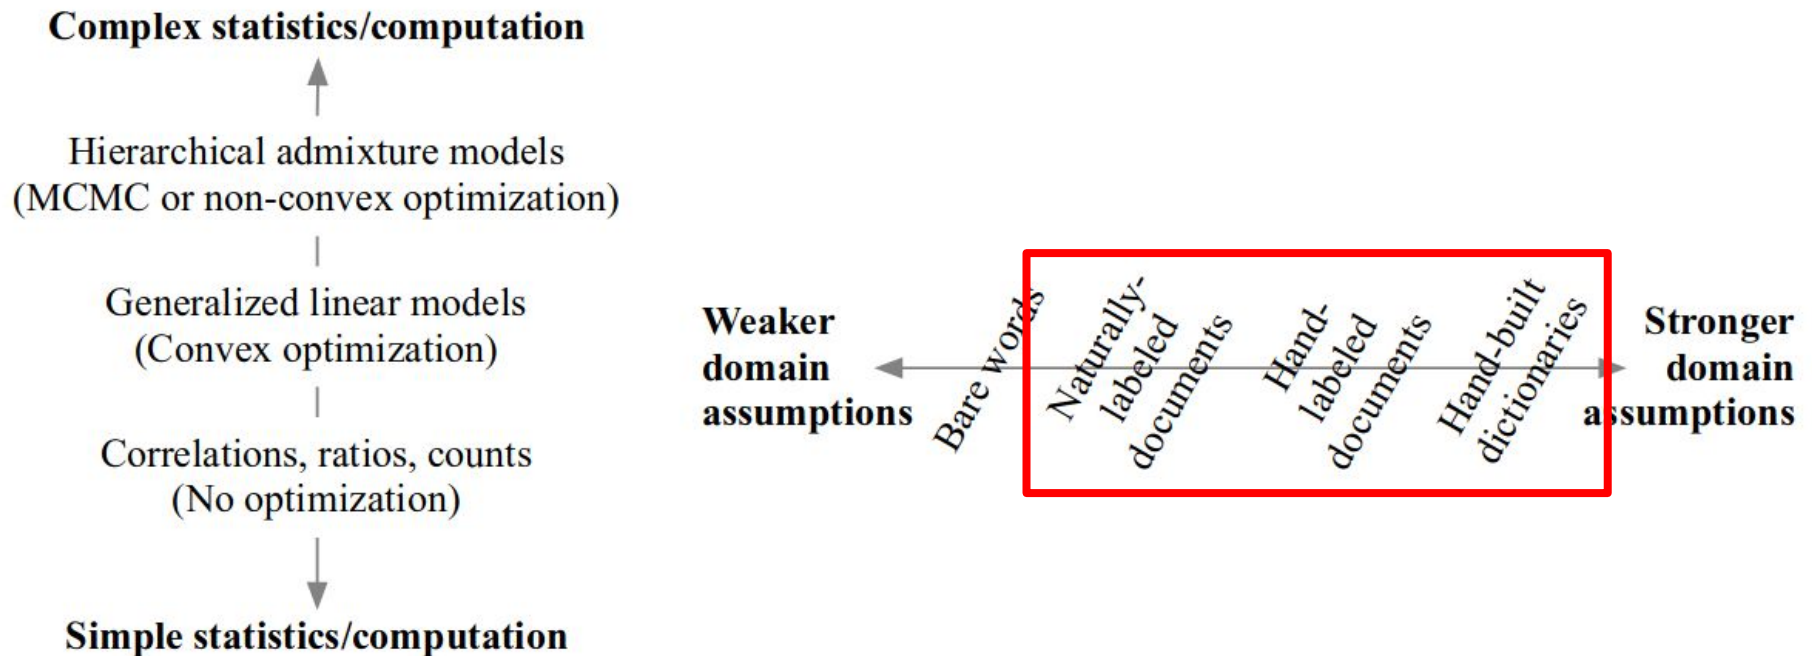 Complex statistics/computation
Hierarchical admixture models
(MCMC or non-convex optimization)
Generalized linear models
(Convex optimization)
Correlations, ratios, counts
(No optimization)
Simple statistics/computation
Weaker
domain
assumptions
Bare words
Naturally-
labeled
documents
Hand-
labeled
documents
Hand-built
dictionaries
Stronger
domain
assumptions